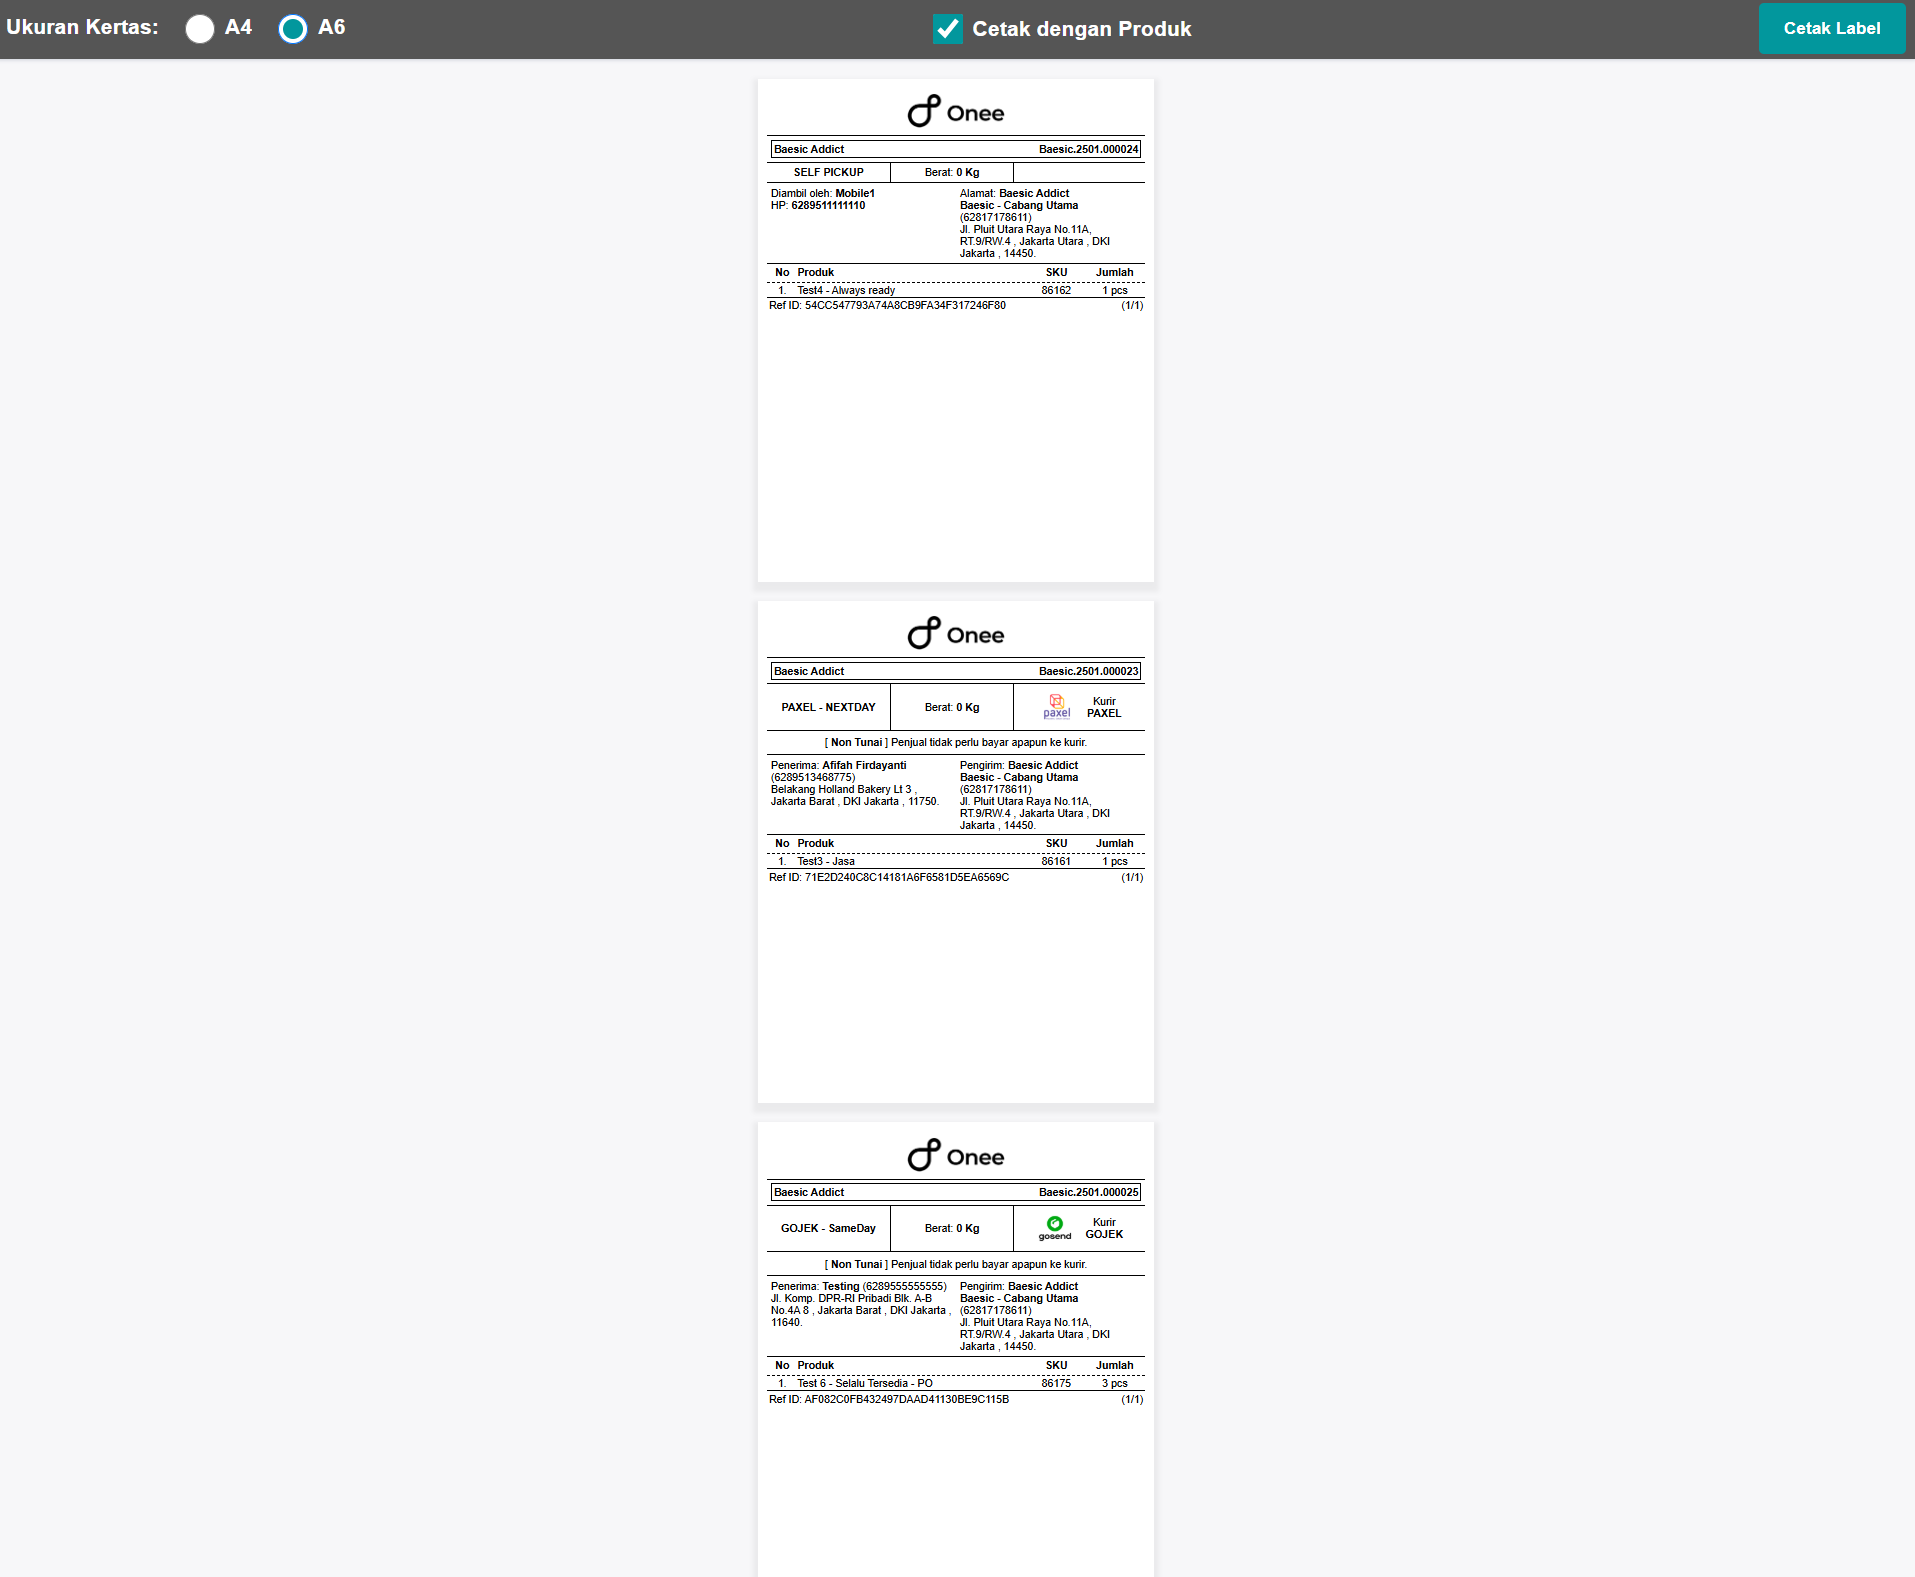 Ukuran Kertas: A4 A6 Cetak dengan Produk Cetak Label
Onee
Baesic Addict Baesic.2501.000024
SELF PICKUP Berat: 0 Kg
Diambil oleh: Mobile1
HP: 6289511111110
Alamat: Baesic Addict
Baesic - Cabang Utama
(62817178611)
Jl. Pluit Utara Raya No.11A,
RT.9/RW.4 , Jakarta Utara , DKI
Jakarta , 14450.
No Produk SKU Jumlah
1. Test4 - Always ready 86162 1 pcs
Ref ID: 54CC547793A74A8CB9FA34F317246F80 (1/1)
Onee
Baesic Addict Baesic.2501.000023
PAXEL - NEXTDAY Berat: 0 Kg paxel Kurir
PAXEL
[ Non Tunai ] Penjual tidak perlu bayar apapun ke kurir.
Penerima: Afifah Firdayanti
(6289513468775)
Belakang Holland Bakery Lt 3 ,
Jakarta Barat , DKI Jakarta , 11750.
Pengirim: Baesic Addict
Baesic - Cabang Utama
(62817178611)
Jl. Pluit Utara Raya No.11A,
RT.9/RW.4 , Jakarta Utara , DKI
Jakarta , 14450.
No Produk SKU Jumlah
1. Test3 - Jasa 86161 1 pcs
Ref ID: 71E2D240C8C14181A6F6581D5EA6569C (1/1)
Onee
Baesic Addict Baesic.2501.000025
GOJEK - SameDay Berat: 0 Kg gosend Kurir
GOJEK
[ Non Tunai ] Penjual tidak perlu bayar apapun ke kurir.
Penerima: Testing (6289555555555)
Jl. Komp. DPR-RI Pribadi Blk. A-B
No.4A 8 , Jakarta Barat , DKI Jakarta ,
11640.
Pengirim: Baesic Addict
Baesic - Cabang Utama
(62817178611)
Jl. Pluit Utara Raya No.11A,
RT.9/RW.4 , Jakarta Utara , DKI
Jakarta , 14450.
No Produk SKU Jumlah
1. Test 6 - Selalu Tersedia - PO 86175 3 pcs
Ref ID: AF082C0FB432497DAAD41130BE9C115B (1/1)